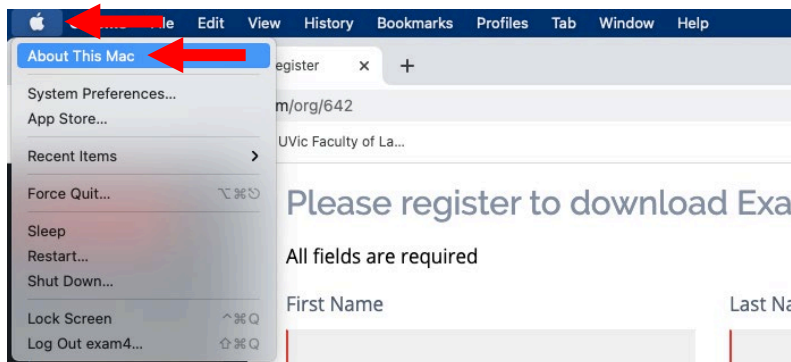 File Edit View History Bookmarks Profiles Tab Window Help
About This Mac
egister × +
System Preferences...
m/org/642
App Store...
UVic Faculty of La...
Recent Items >
Force Quit... ⌥⌘⎋
Please register to download Exa
Sleep
Restart...
All fields are required
Shut Down...
First Name Last Na
Lock Screen ^⌘Q
Log Out exam4... ⇧⌘Q